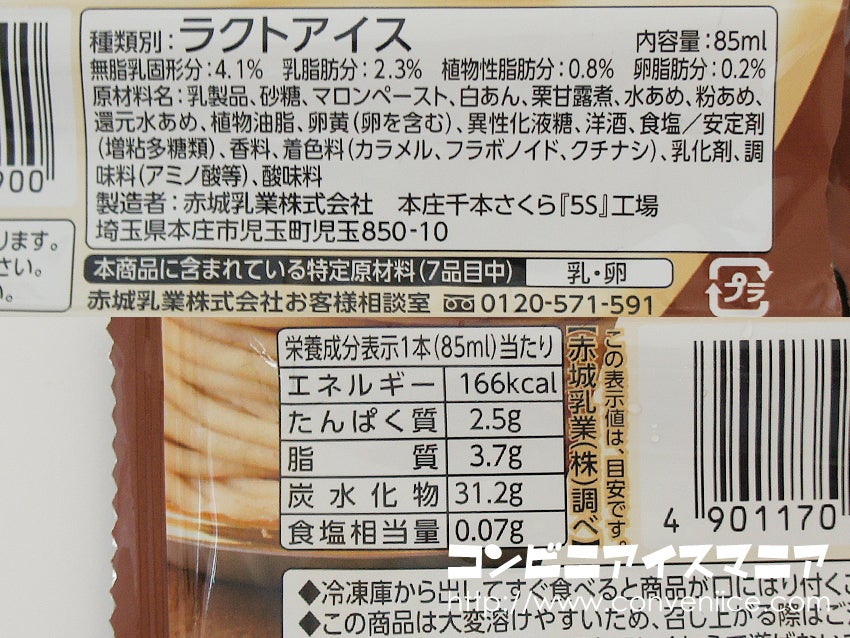 種類別:ラクトアイス 内容量:85ml
無脂乳固形分:4.1% 乳脂肪分:2.3% 植物性脂肪分:0.8% 卵脂肪分:0.2%
原材料名:乳製品、砂糖、マロンペースト、白あん、栗甘露煮、水あめ、粉あめ、
還元水あめ、植物油脂、卵黄(卵を含む)、異性化液糖、洋酒、食塩/安定剤
(増粘多糖類)、香料、着色料(カラメル、フラボノイド、クチナシ)、乳化剤、調
味料(アミノ酸等)、酸味料
製造者:赤城乳業株式会社 本庄千本さくら『5S』工場
埼玉県本庄市児玉町児玉850-10
900
ります。
さい。
い。
本商品に含まれている特定原材料(7品目中) 乳・卵
赤城乳業株式会社お客様相談室 0120-571-591
プラ
栄養成分表示1本(85ml)当たり
エネルギー 166kcal
たんぱく質 2.5g
脂質 3.7g
炭水化物 31.2g
食塩相当量 0.07g
この表示値は、目安です。
【赤城乳業(株)調べ】
4 901170 0
コンビニアイスマニア
http://www.conveniice.com/
◆冷凍庫から出してすぐ食べると商品が口にはり付くこ
◆この商品は大変溶けやすいため、召し上がる際はご